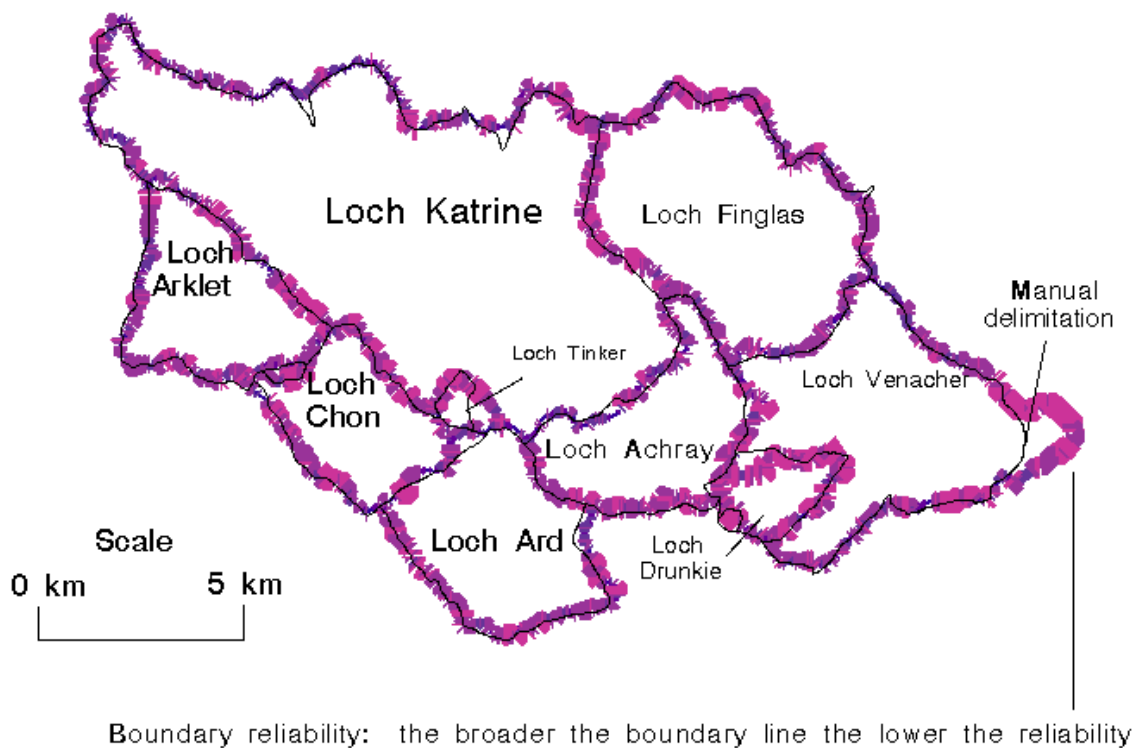 Loch Katrine
Loch Finglas
Loch
Arklet
Manual
delimitation
Loch Tinker
Loch Venacher
Loch
Chon
Loch Achray
Loch Ard
Loch
Drunkie
Scale
0 km 5 km
Boundary reliability: the broader the boundary line the lower the reliability